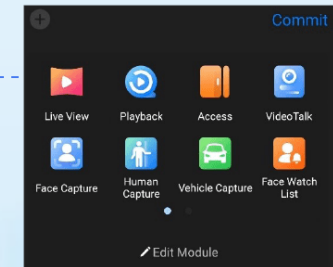 Commit
Live View Playback Access VideoTalk
Face Capture Human Capture Vehicle Capture Face Watch List
Edit Module